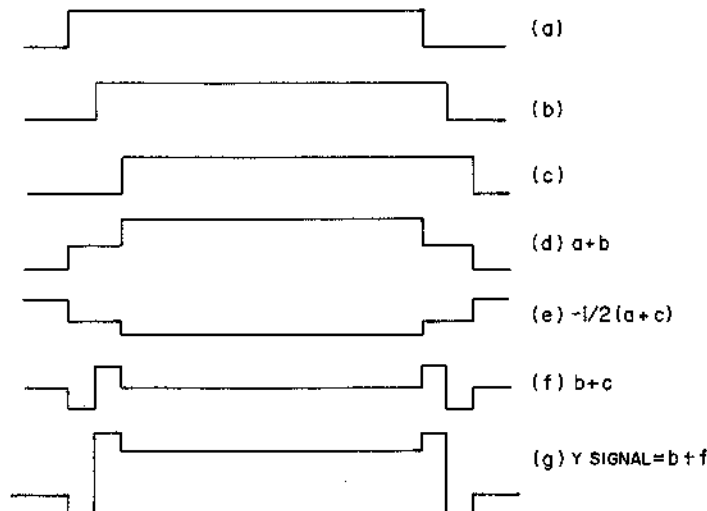 (a)
(b)
(c)
(d) a+b
(e) -1/2(a+c)
(f) b+c
(g) Y SIGNAL=b+f